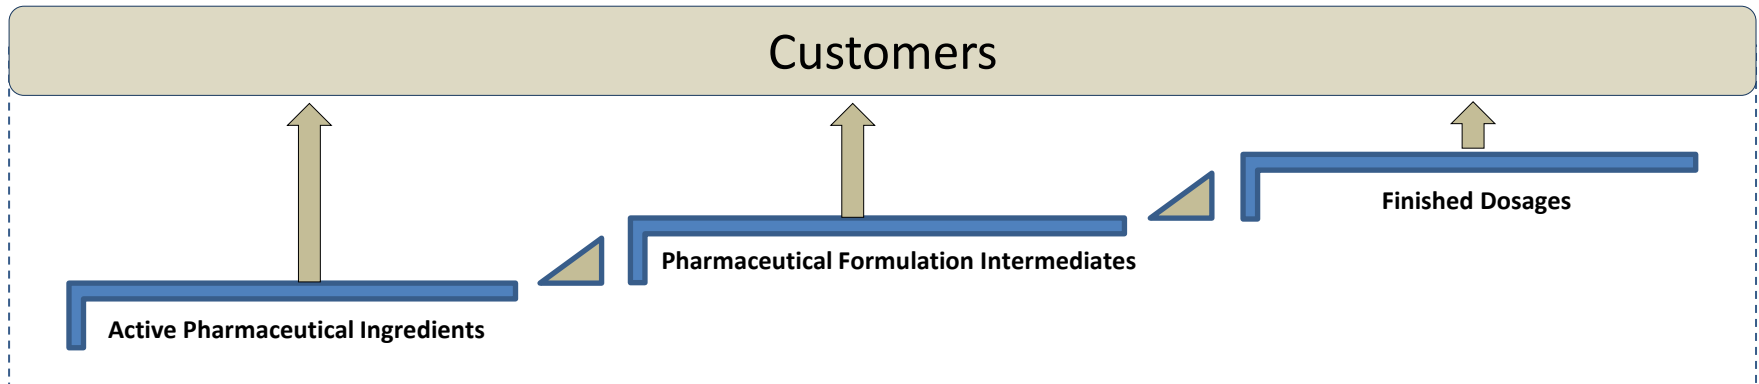 Customers
Finished Dosages
Pharmaceutical Formulation Intermediates
Active Pharmaceutical Ingredients